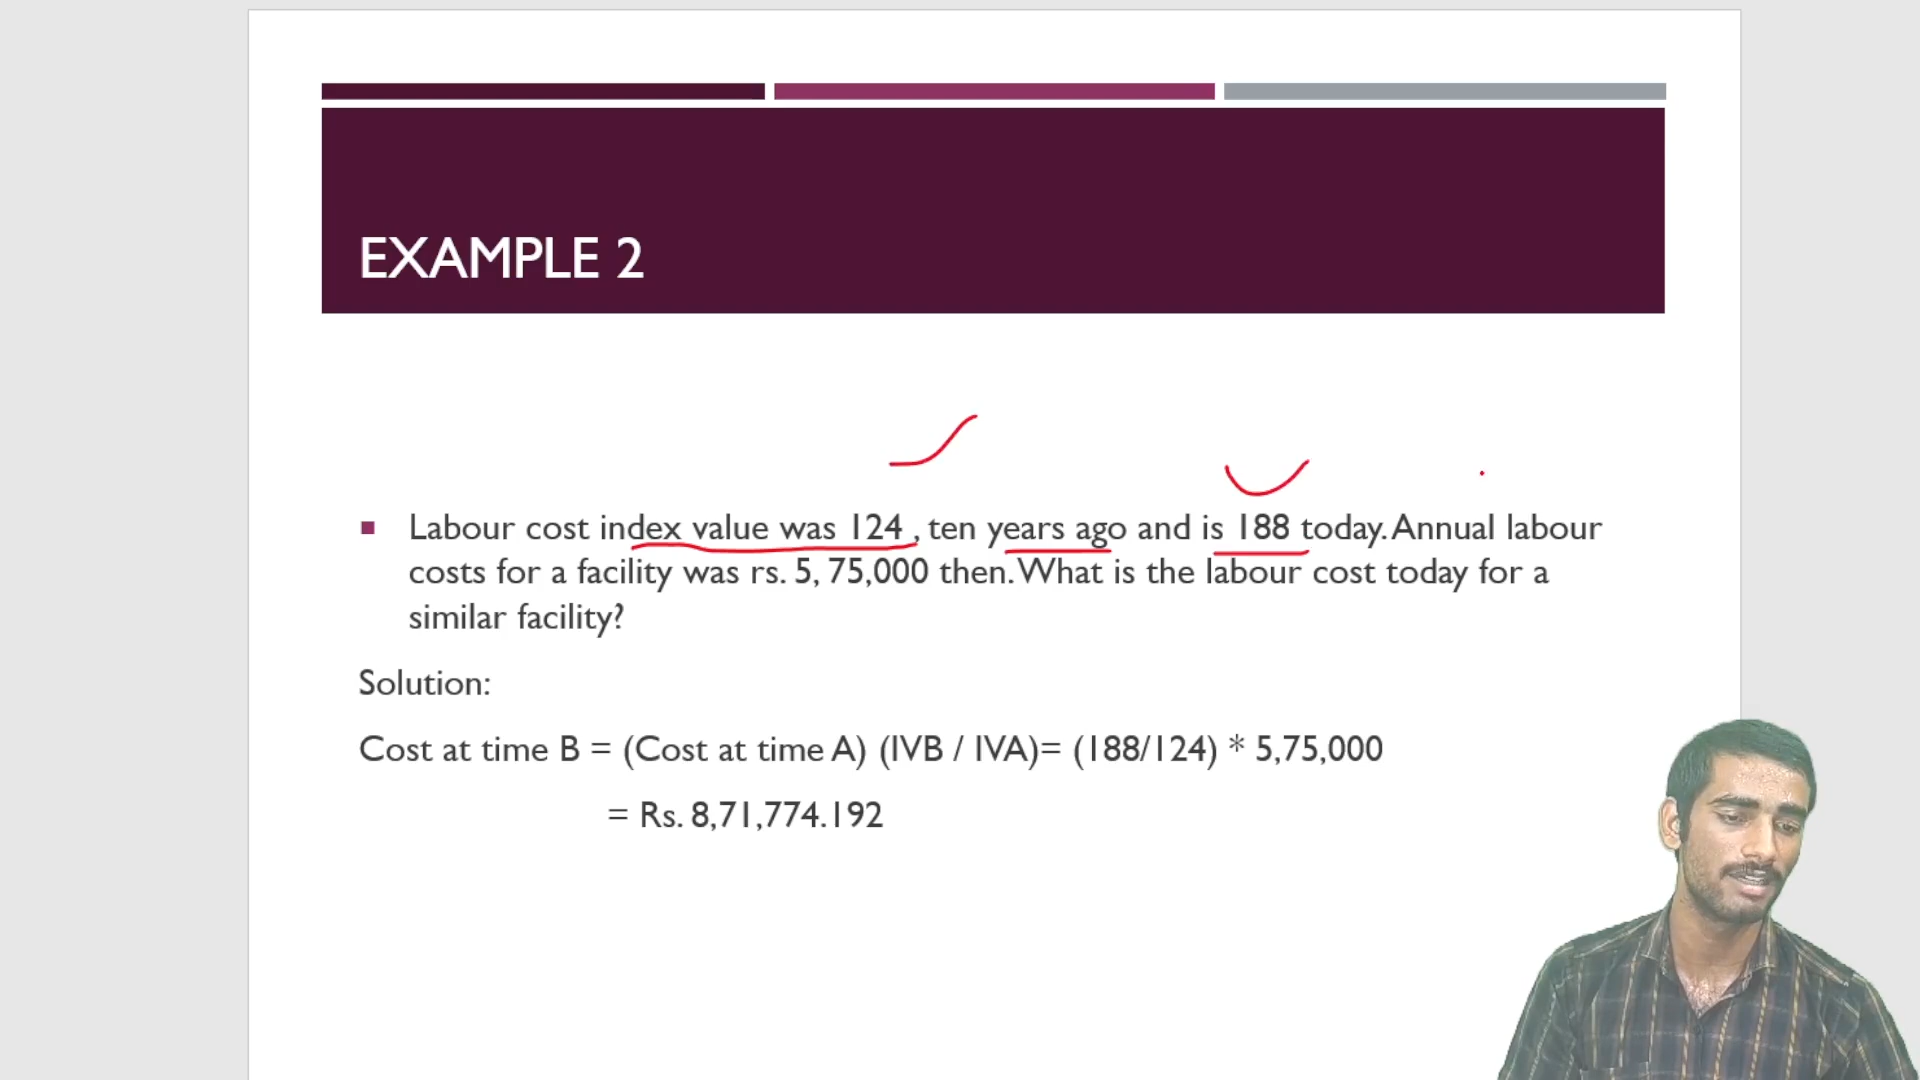 EXAMPLE 2
Labour cost index value was 124 , ten years ago and is 188 today. Annual labour
costs for a facility was rs. 5, 75,000 then. What is the labour cost today for a
similar facility?
Solution:
Cost at time B = (Cost at time A) (IVB / IVA)= (188/124) * 5,75,000
= Rs. 8,71,774.192